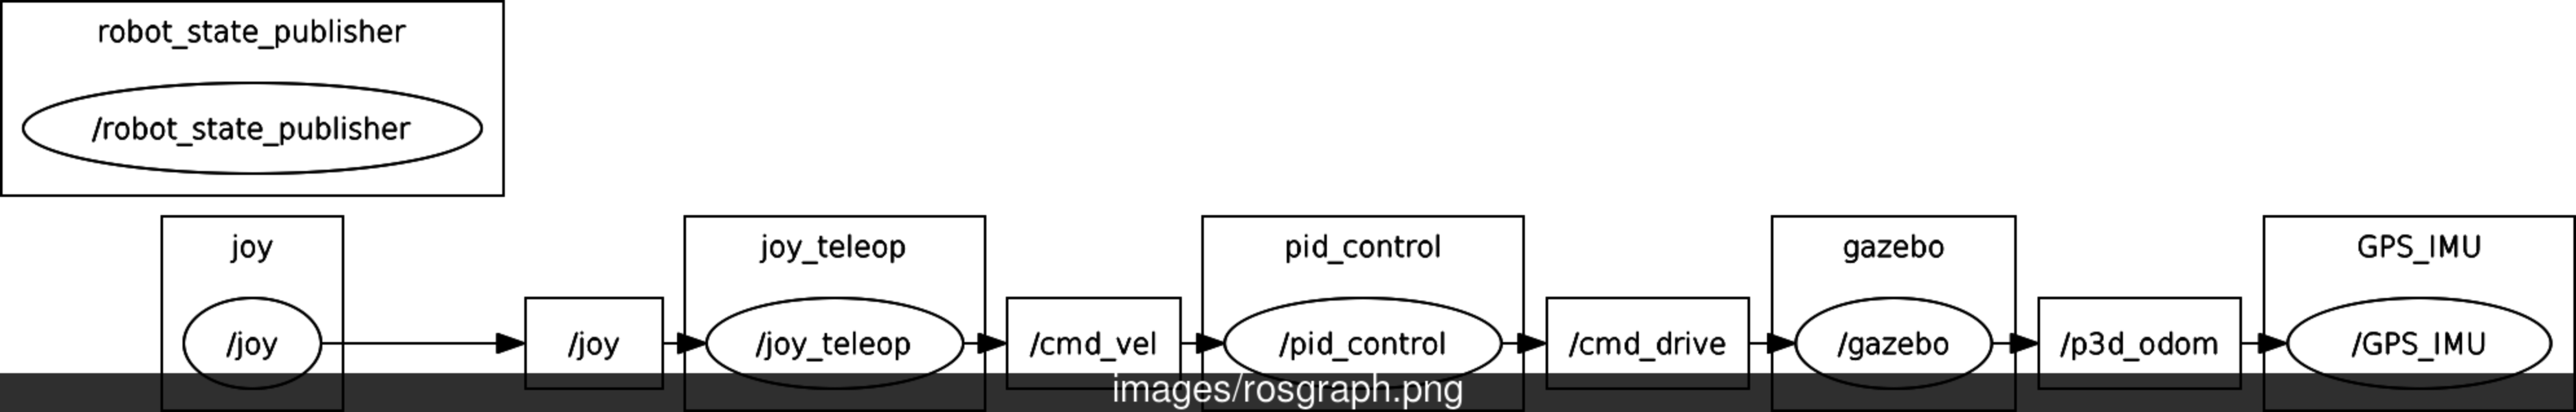 robot_state_publisher
/robot_state_publisher
joy
joy_teleop
pid_control
gazebo
GPS_IMU
/joy
/joy
/joy_teleop
/cmd_vel
/pid_control
/cmd_drive
/gazebo
/p3d_odom
/GPS_IMU
images/rosgraph.png